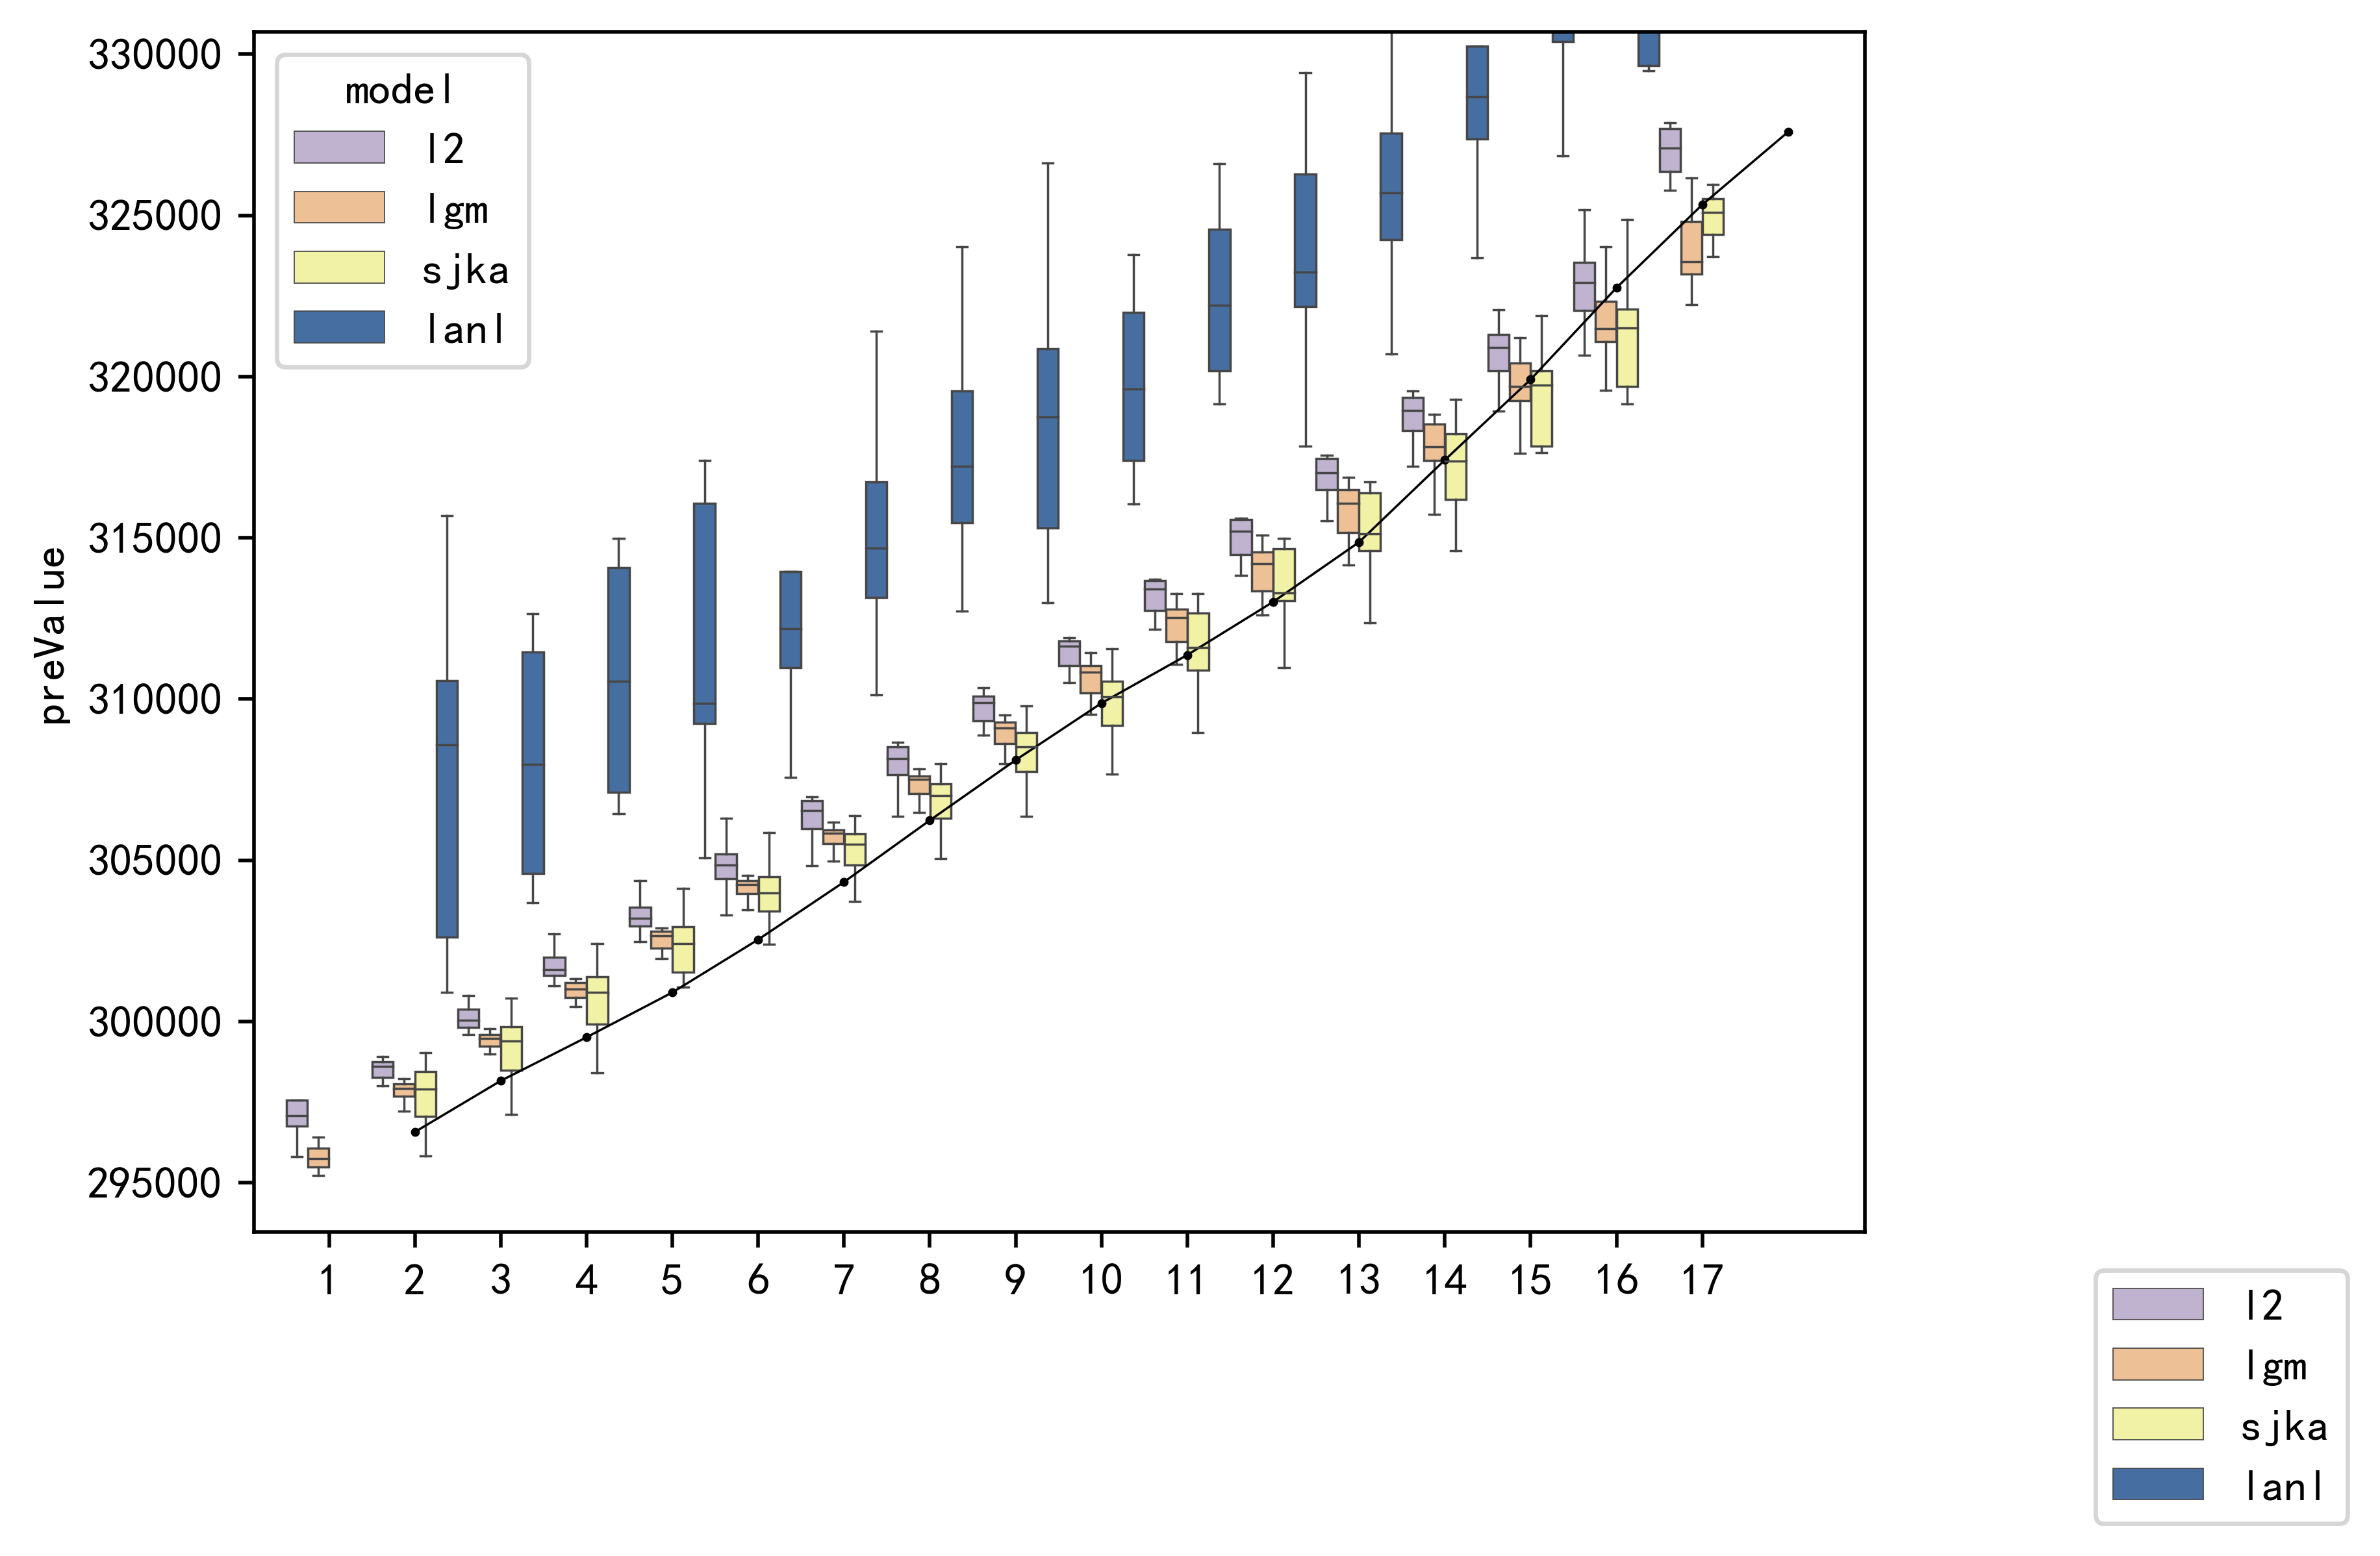 330000
325000
320000
315000
310000
305000
300000
295000
preValue
model
l2
lgm
sjka
lanl
1 2 3 4 5 6 7 8 9 10 11 12 13 14 15 16 17
l2
lgm
sjka
lanl